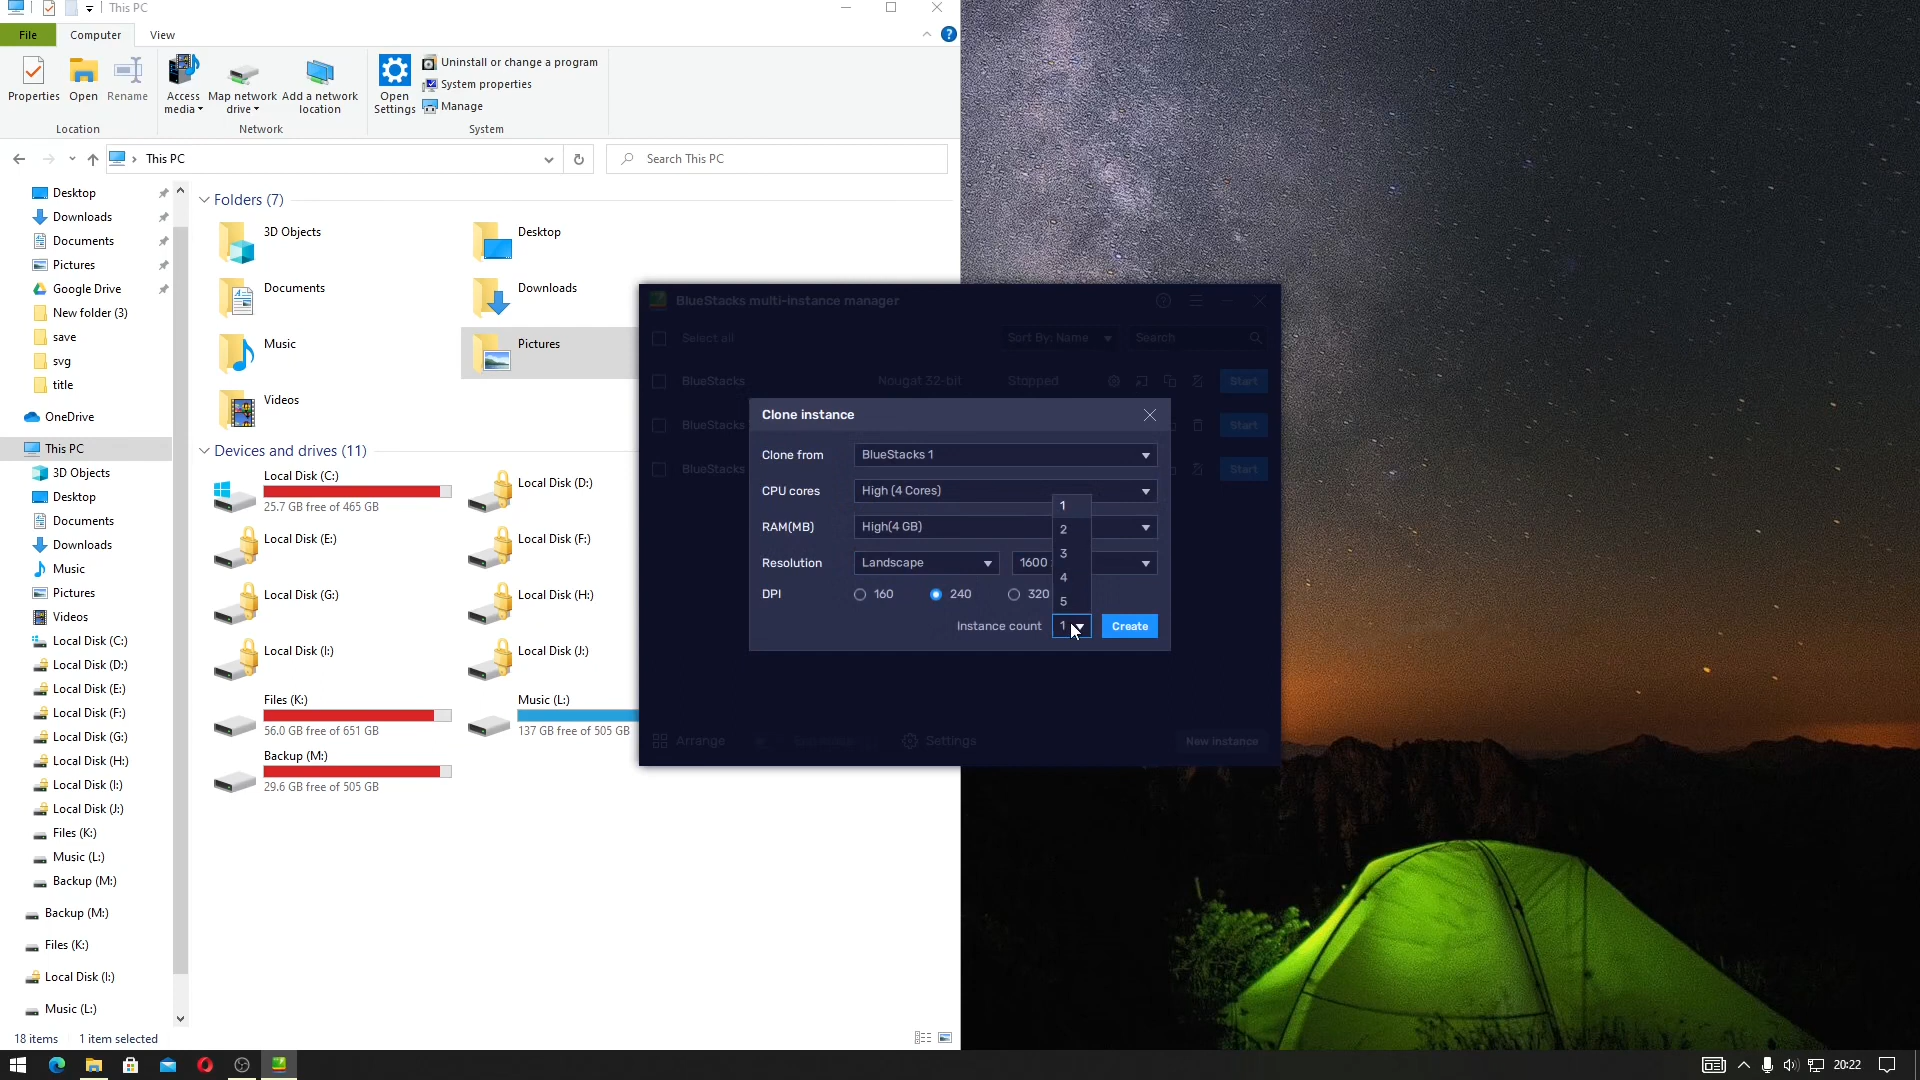 This PC
File
Computer
View
Properties
Open
Rename
Access media
Map network drive
Add a network location
Open Settings
Uninstall or change a program
System properties
Manage
Location
Network
System
This PC
Search This PC
Desktop
Downloads
Documents
Pictures
Google Drive
New folder (3)
save
svg
title
OneDrive
This PC
3D Objects
Desktop
Documents
Downloads
Music
Pictures
Videos
Local Disk (C:)
Local Disk (D:)
Local Disk (E:)
Local Disk (F:)
Local Disk (G:)
Local Disk (H:)
Local Disk (I:)
Local Disk (J:)
Files (K:)
Music (L:)
Backup (M:)
Backup (M:)
Files (K:)
Local Disk (I:)
Music (L:)
Folders (7)
3D Objects
Desktop
Documents
Downloads
Music
Pictures
Videos
Devices and drives (11)
Local Disk (C:)
25.7 GB free of 465 GB
Local Disk (D:)
Local Disk (E:)
Local Disk (F:)
Local Disk (G:)
Local Disk (H:)
Local Disk (I:)
Local Disk (J:)
Files (K:)
56.0 GB free of 651 GB
Music (L:)
137 GB free of 505 GB
Backup (M:)
29.6 GB free of 505 GB
BlueStacks multi-instance manager
Select all
Sort By: Name
Search
BlueStacks
Nougat 32-bit
Stopped
Start
BlueStacks
Start
BlueStacks
Start
Clone instance
Clone from
BlueStacks 1
CPU cores
High (4 Cores)
RAM(MB)
High(4 GB)
Resolution
Landscape
1600
DPI
160
240
320
1
2
3
4
5
Instance count
1
Create
Arrange
Settings
New instance
18 items
1 item selected
20:22